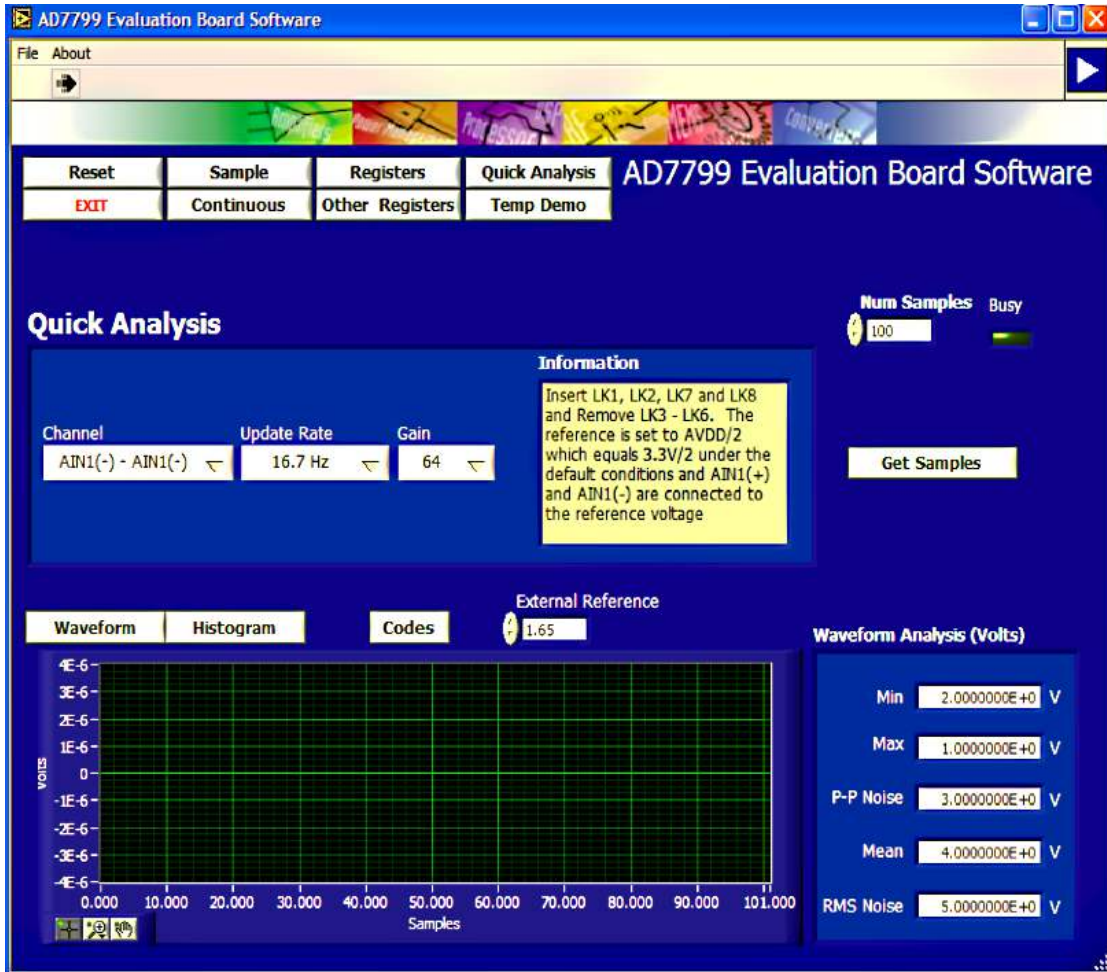 AD7799 Evaluation Board Software
File About
Reset Sample Registers Quick Analysis AD7799 Evaluation Board Software
EXIT Continuous Other Registers Temp Demo
Num Samples Busy
100
Quick Analysis
Information
Insert LK1, LK2, LK7 and LK8
and Remove LK3 - LK6. The
reference is set to AVDD/2
which equals 3.3V/2 under the
default conditions and AIN1(+)
and AIN1(-) are connected to
the reference voltage
Channel Update Rate Gain
AIN1(-) - AIN1(-) 16.7 Hz 64
Get Samples
External Reference
Waveform Histogram Codes 1.65
Waveform Analysis (Volts)
4E-6
3E-6
2E-6
1E-6
0
-1E-6
-2E-6
-3E-6
-4E-6
Volts
0.000 10.000 20.000 30.000 40.000 50.000 60.000 70.000 80.000 90.000 101.000
Samples
Min 2.0000000E+0 V
Max 1.0000000E+0 V
P-P Noise 3.0000000E+0 V
Mean 4.0000000E+0 V
RMS Noise 5.0000000E+0 V